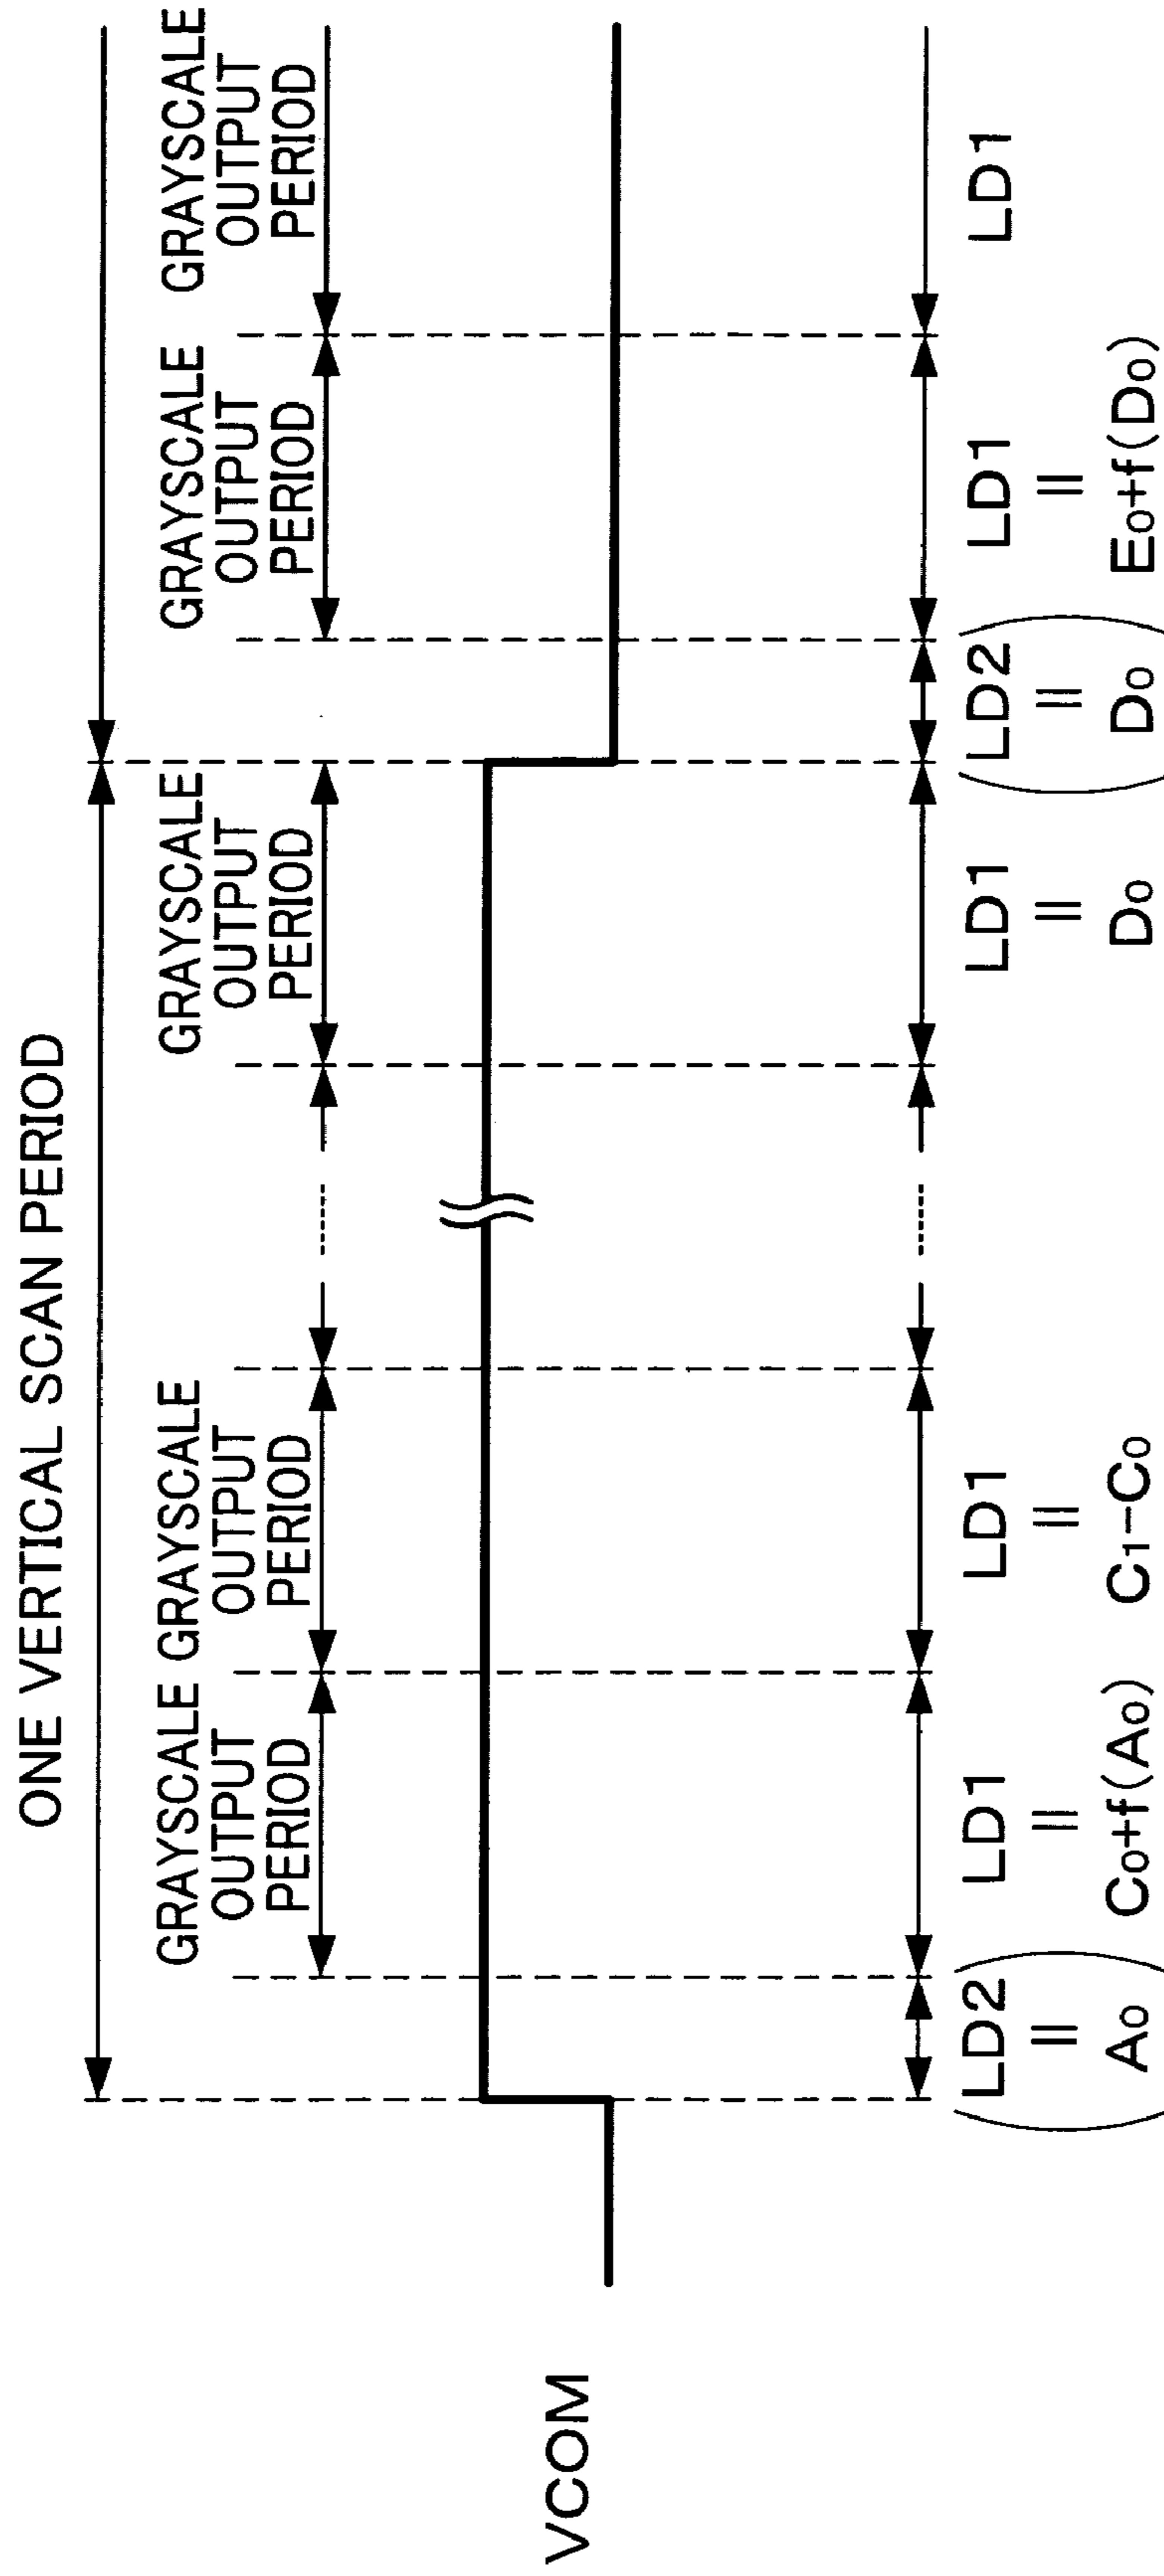 ONE VERTICAL SCAN PERIOD
GRAYSCALE
OUTPUT
PERIOD
GRAYSCALE
OUTPUT
PERIOD
GRAYSCALE
OUTPUT
PERIOD
GRAYSCALE
OUTPUT
PERIOD
GRAYSCALE
OUTPUT
PERIOD
VCOM
(LD2
=
A₀)
LD1
=
C₀+f(A₀)
LD1
=
C₁−C₀
LD1
=
D₀
(LD2
=
D₀)
LD1
=
E₀+f(D₀)
LD1